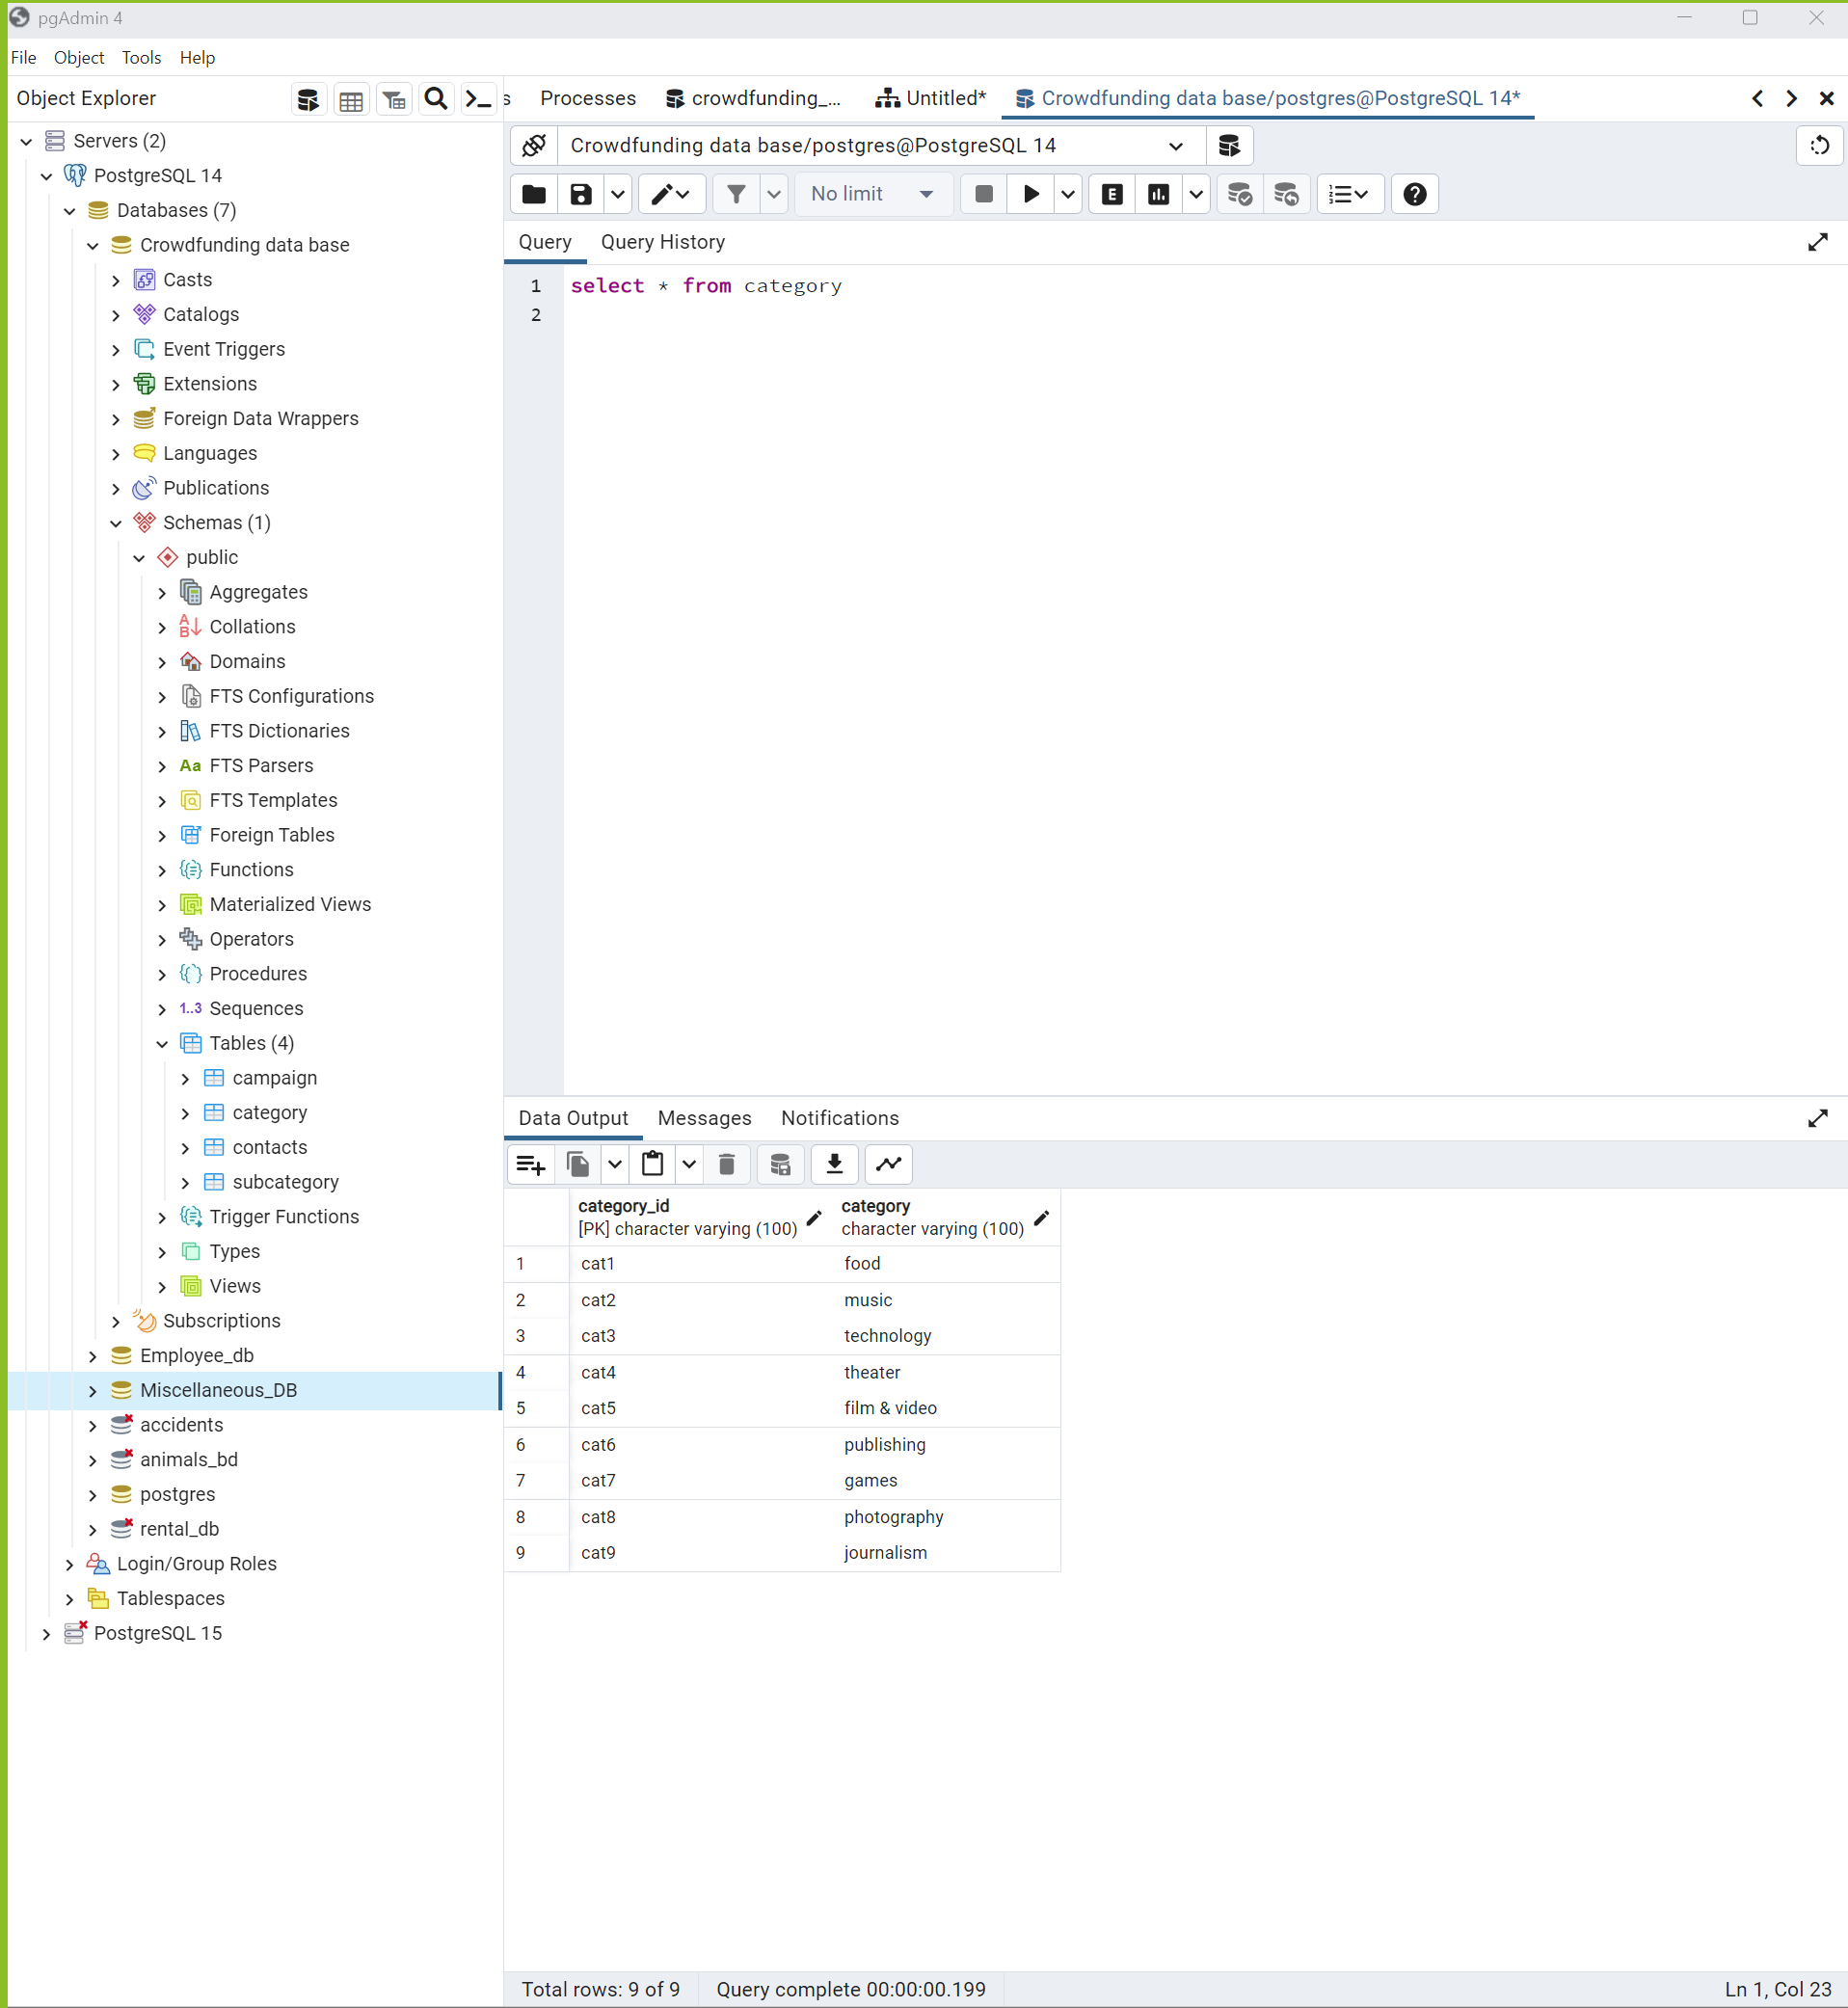 pgAdmin 4
File Object Tools Help
Object Explorer
s Processes crowdfunding_... Untitled* Crowdfunding data base/postgres@PostgreSQL 14*
Crowdfunding data base/postgres@PostgreSQL 14
No limit
E
Query Query History
1 select * from category
2
Servers (2)
PostgreSQL 14
Databases (7)
Crowdfunding data base
Casts
Catalogs
Event Triggers
Extensions
Foreign Data Wrappers
Languages
Publications
Schemas (1)
public
Aggregates
Collations
Domains
FTS Configurations
FTS Dictionaries
Aa FTS Parsers
FTS Templates
Foreign Tables
Functions
Materialized Views
Operators
Procedures
1..3 Sequences
Tables (4)
campaign
category
contacts
subcategory
Trigger Functions
Types
Views
Subscriptions
Employee_db
Miscellaneous_DB
accidents
animals_bd
postgres
rental_db
Login/Group Roles
Tablespaces
PostgreSQL 15
Data Output Messages Notifications
category_id category
[PK] character varying (100) character varying (100)
1 cat1 food
2 cat2 music
3 cat3 technology
4 cat4 theater
5 cat5 film & video
6 cat6 publishing
7 cat7 games
8 cat8 photography
9 cat9 journalism
Total rows: 9 of 9 Query complete 00:00:00.199 Ln 1, Col 23